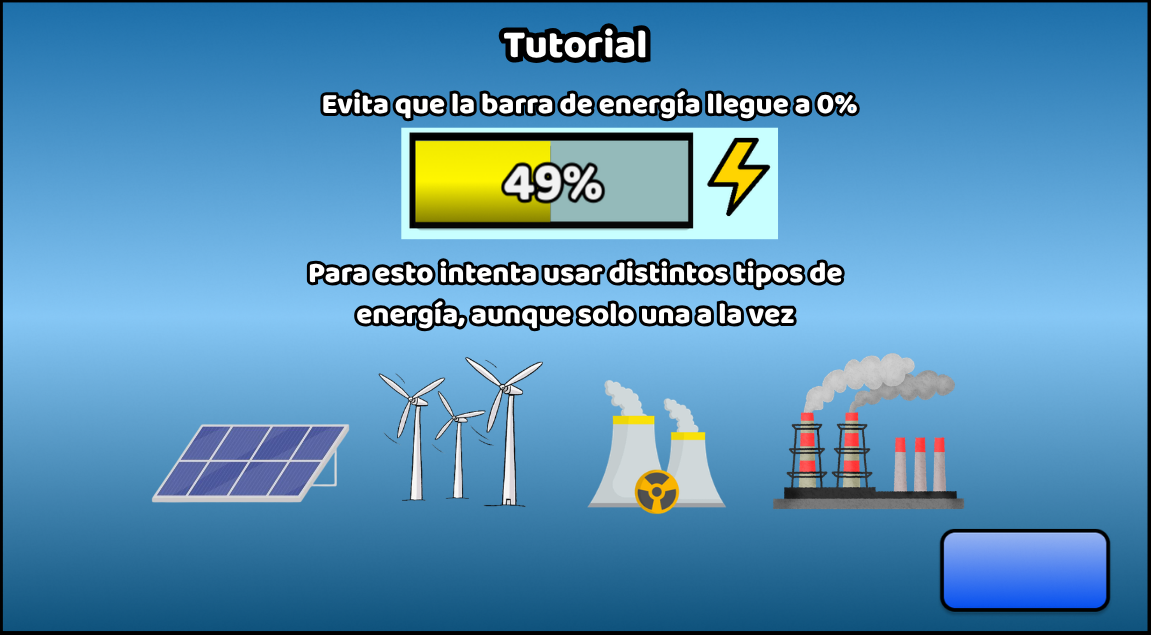 Tutorial
Evita que la barra de energía llegue a 0%
49%
Para esto intenta usar distintos tipos de
energía, aunque solo una a la vez